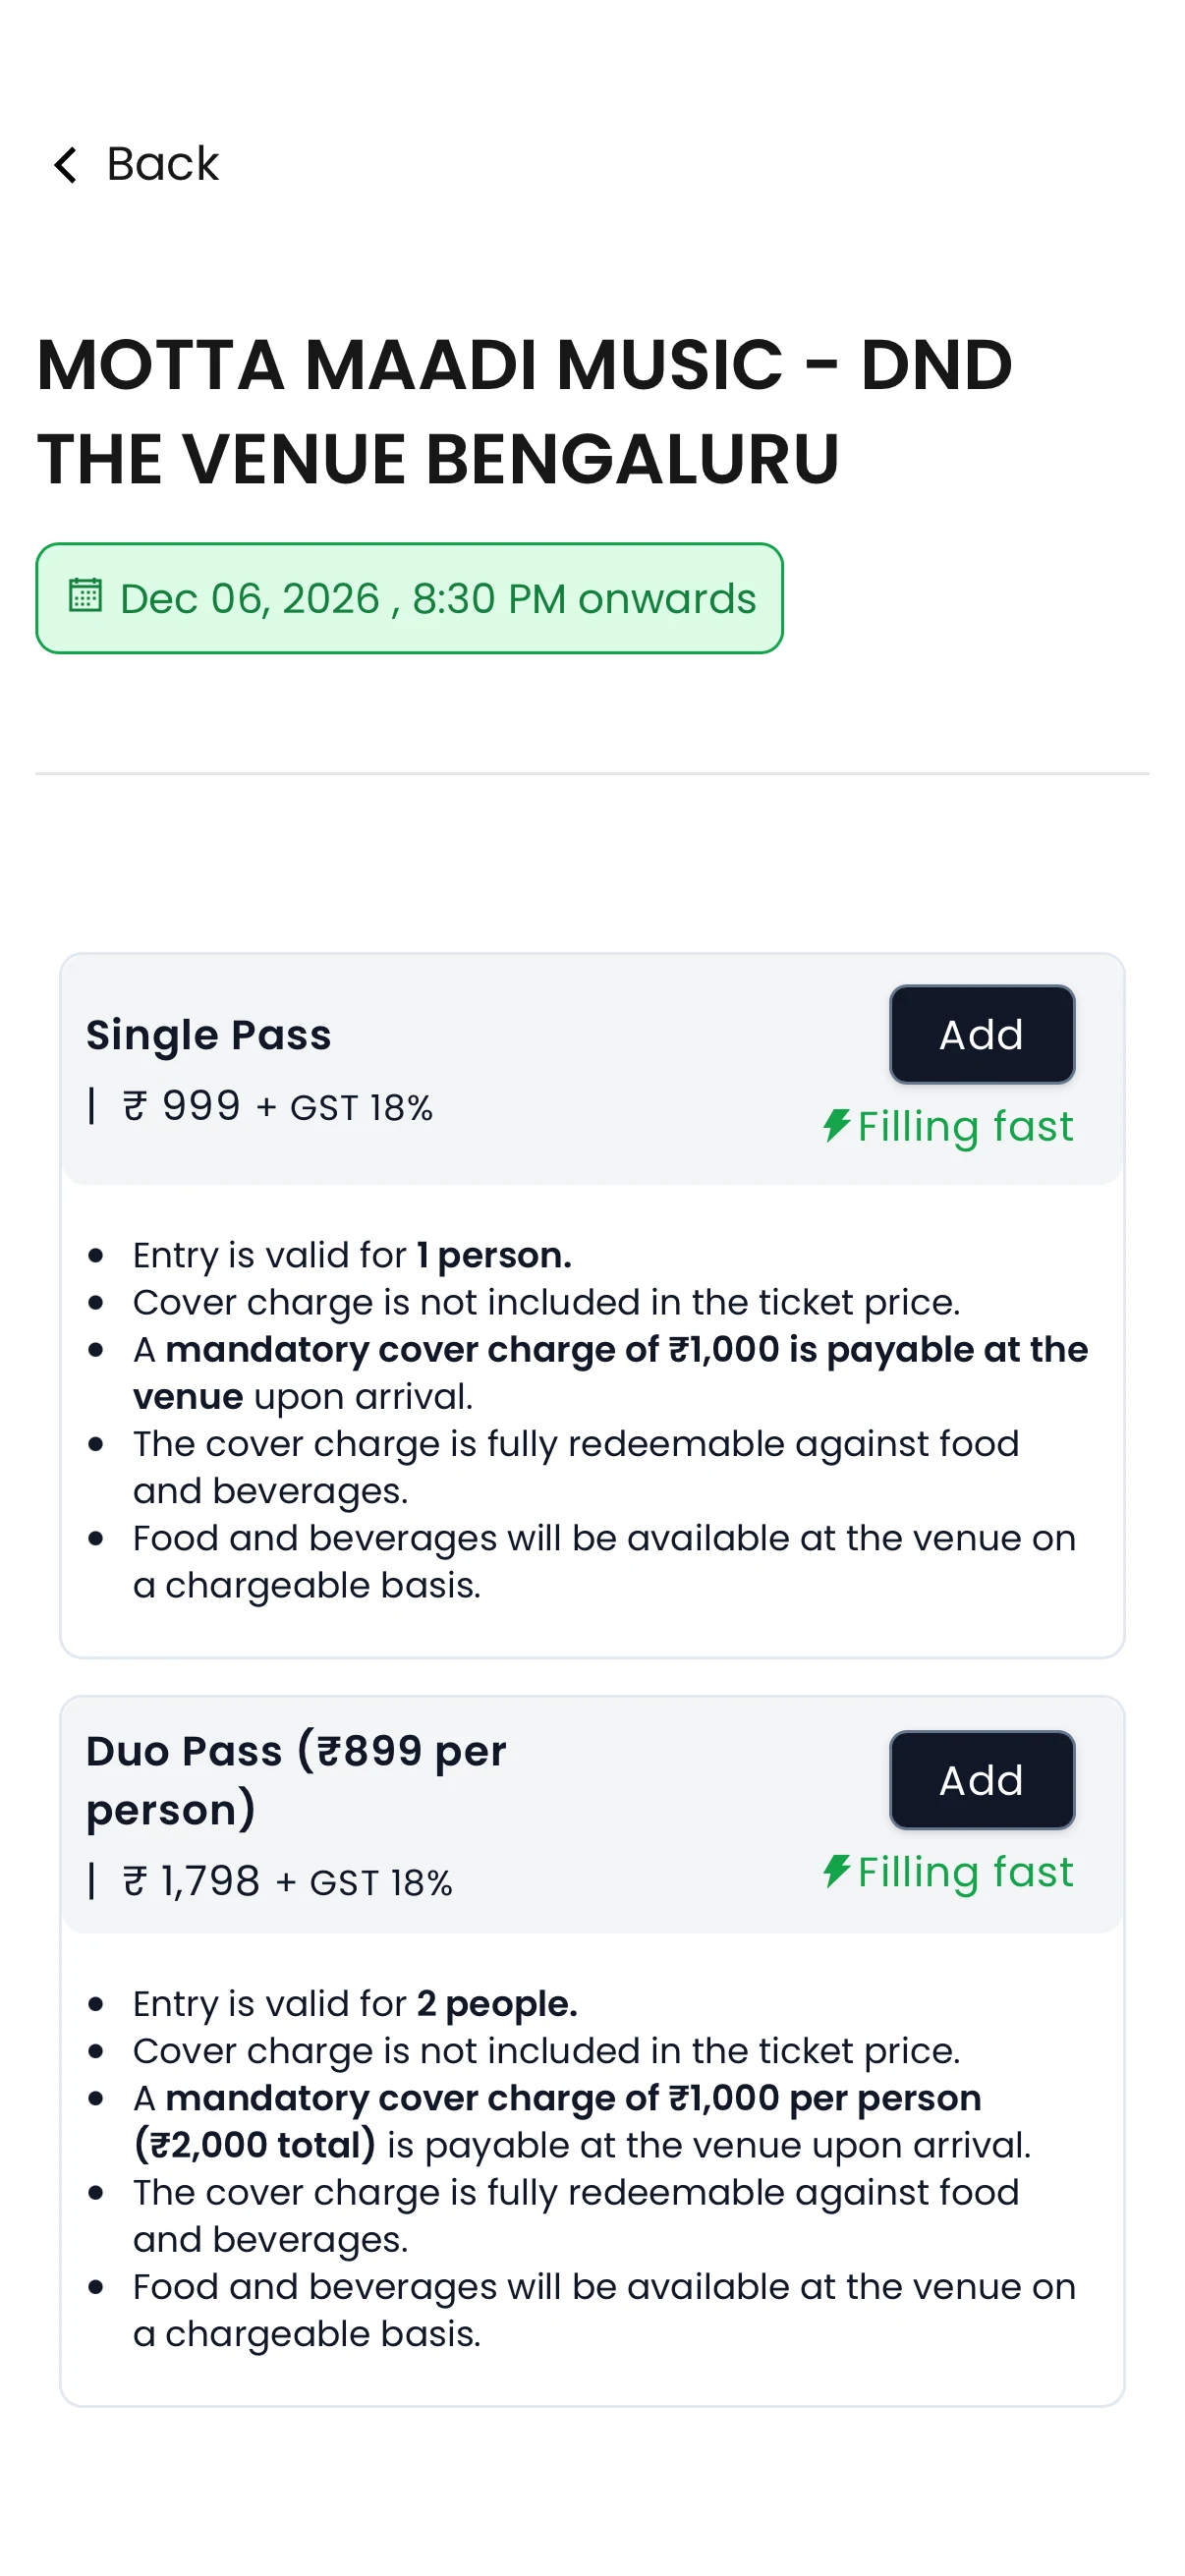 Back
MOTTA MAADI MUSIC - DND
THE VENUE BENGALURU
Dec 06, 2026 , 8:30 PM onwards
Single Pass
Add
| ₹ 999 + GST 18%
Filling fast
• Entry is valid for 1 person.
• Cover charge is not included in the ticket price.
• A mandatory cover charge of ₹1,000 is payable at the
venue upon arrival.
• The cover charge is fully redeemable against food
and beverages.
• Food and beverages will be available at the venue on
a chargeable basis.
Duo Pass (₹899 per
person)
Add
| ₹ 1,798 + GST 18%
Filling fast
• Entry is valid for 2 people.
• Cover charge is not included in the ticket price.
• A mandatory cover charge of ₹1,000 per person
(₹2,000 total) is payable at the venue upon arrival.
• The cover charge is fully redeemable against food
and beverages.
• Food and beverages will be available at the venue on
a chargeable basis.